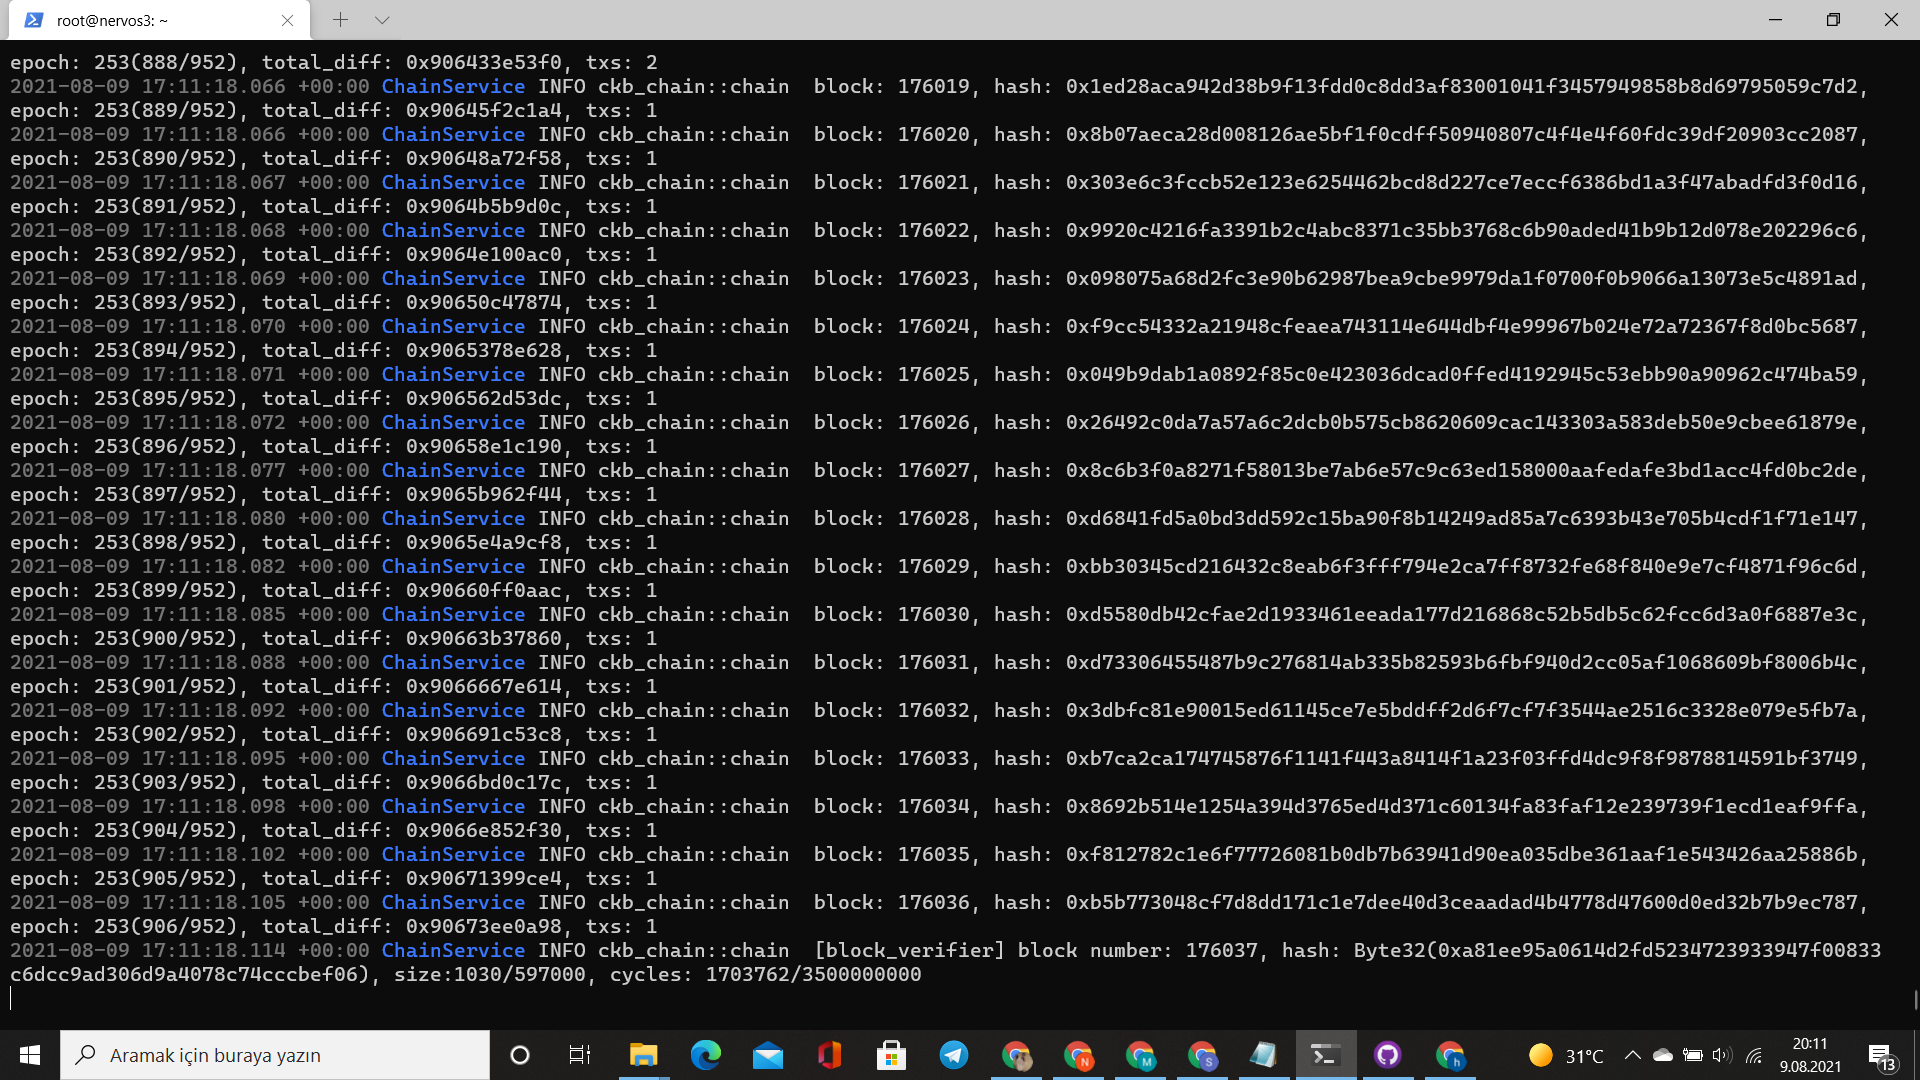 root@nervos3: ~
epoch: 253(888/952), total_diff: 0x906433e53f0, txs: 2
2021-08-09 17:11:18.066 +00:00 ChainService INFO ckb_chain::chain  block: 176019, hash: 0x1ed28aca942d38b9f13fdd0c8dd3af83001041f3457949858b8d69795059c7d2,
epoch: 253(889/952), total_diff: 0x90645f2c1a4, txs: 1
2021-08-09 17:11:18.066 +00:00 ChainService INFO ckb_chain::chain  block: 176020, hash: 0x8b07aeca28d008126ae5bf1f0cdff50940807c4f4e4f60fdc39df20903cc2087,
epoch: 253(890/952), total_diff: 0x90648a72f58, txs: 1
2021-08-09 17:11:18.067 +00:00 ChainService INFO ckb_chain::chain  block: 176021, hash: 0x303e6c3fccb52e123e6254462bcd8d227ce7eccf6386bd1a3f47abadfd3f0d16,
epoch: 253(891/952), total_diff: 0x9064b5b9d0c, txs: 1
2021-08-09 17:11:18.068 +00:00 ChainService INFO ckb_chain::chain  block: 176022, hash: 0x9920c4216fa3391b2c4abc8371c35bb3768c6b90aded41b9b12d078e202296c6,
epoch: 253(892/952), total_diff: 0x9064e100ac0, txs: 1
2021-08-09 17:11:18.069 +00:00 ChainService INFO ckb_chain::chain  block: 176023, hash: 0x098075a68d2fc3e90b62987bea9cbe9979da1f0700f0b9066a13073e5c4891ad,
epoch: 253(893/952), total_diff: 0x90650c47874, txs: 1
2021-08-09 17:11:18.070 +00:00 ChainService INFO ckb_chain::chain  block: 176024, hash: 0xf9cc54332a21948cfeaea743114e644dbf4e99967b024e72a72367f8d0bc5687,
epoch: 253(894/952), total_diff: 0x9065378e628, txs: 1
2021-08-09 17:11:18.071 +00:00 ChainService INFO ckb_chain::chain  block: 176025, hash: 0x049b9dab1a0892f85c0e423036dcad0ffed4192945c53ebb90a90962c474ba59,
epoch: 253(895/952), total_diff: 0x906562d53dc, txs: 1
2021-08-09 17:11:18.072 +00:00 ChainService INFO ckb_chain::chain  block: 176026, hash: 0x26492c0da7a57a6c2dcb0b575cb8620609cac143303a583deb50e9cbee61879e,
epoch: 253(896/952), total_diff: 0x90658e1c190, txs: 1
2021-08-09 17:11:18.077 +00:00 ChainService INFO ckb_chain::chain  block: 176027, hash: 0x8c6b3f0a8271f58013be7ab6e57c9c63ed158000aafedafe3bd1acc4fd0bc2de,
epoch: 253(897/952), total_diff: 0x9065b962f44, txs: 1
2021-08-09 17:11:18.080 +00:00 ChainService INFO ckb_chain::chain  block: 176028, hash: 0xd6841fd5a0bd3dd592c15ba90f8b14249ad85a7c6393b43e705b4cdf1f71e147,
epoch: 253(898/952), total_diff: 0x9065e4a9cf8, txs: 1
2021-08-09 17:11:18.082 +00:00 ChainService INFO ckb_chain::chain  block: 176029, hash: 0xbb30345cd216432c8eab6f3fff794e2ca7ff8732fe68f840e9e7cf4871f96c6d,
epoch: 253(899/952), total_diff: 0x90660ff0aac, txs: 1
2021-08-09 17:11:18.085 +00:00 ChainService INFO ckb_chain::chain  block: 176030, hash: 0xd5580db42cfae2d1933461eeada177d216868c52b5db5c62fcc6d3a0f6887e3c,
epoch: 253(900/952), total_diff: 0x90663b37860, txs: 1
2021-08-09 17:11:18.088 +00:00 ChainService INFO ckb_chain::chain  block: 176031, hash: 0xd73306455487b9c276814ab335b82593b6fbf940d2cc05af1068609bf8006b4c,
epoch: 253(901/952), total_diff: 0x9066667e614, txs: 1
2021-08-09 17:11:18.092 +00:00 ChainService INFO ckb_chain::chain  block: 176032, hash: 0x3dbfc81e90015ed61145ce7e5bddff2d6f7cf7f3544ae2516c3328e079e5fb7a,
epoch: 253(902/952), total_diff: 0x906691c53c8, txs: 1
2021-08-09 17:11:18.095 +00:00 ChainService INFO ckb_chain::chain  block: 176033, hash: 0xb7ca2ca174745876f1141f443a8414f1a23f03ffd4dc9f8f9878814591bf3749,
epoch: 253(903/952), total_diff: 0x9066bd0c17c, txs: 1
2021-08-09 17:11:18.098 +00:00 ChainService INFO ckb_chain::chain  block: 176034, hash: 0x8692b514e1254a394d3765ed4d371c60134fa83faf12e239739f1ecd1eaf9ffa,
epoch: 253(904/952), total_diff: 0x9066e852f30, txs: 1
2021-08-09 17:11:18.102 +00:00 ChainService INFO ckb_chain::chain  block: 176035, hash: 0xf812782c1e6f77726081b0db7b63941d90ea035dbe361aaf1e543426aa25886b,
epoch: 253(905/952), total_diff: 0x90671399ce4, txs: 1
2021-08-09 17:11:18.105 +00:00 ChainService INFO ckb_chain::chain  block: 176036, hash: 0xb5b773048cf7d8dd171c1e7dee40d3ceaadad4b4778d47600d0ed32b7b9ec787,
epoch: 253(906/952), total_diff: 0x90673ee0a98, txs: 1
2021-08-09 17:11:18.114 +00:00 ChainService INFO ckb_chain::chain  [block_verifier] block number: 176037, hash: Byte32(0xa81ee95a0614d2fd5234723933947f00833
c6dcc9ad306d9a4078c74cccbef06), size:1030/597000, cycles: 1703762/3500000000
Aramak için buraya yazın
N
M
S
h
31°C
20:11
9.08.2021
13